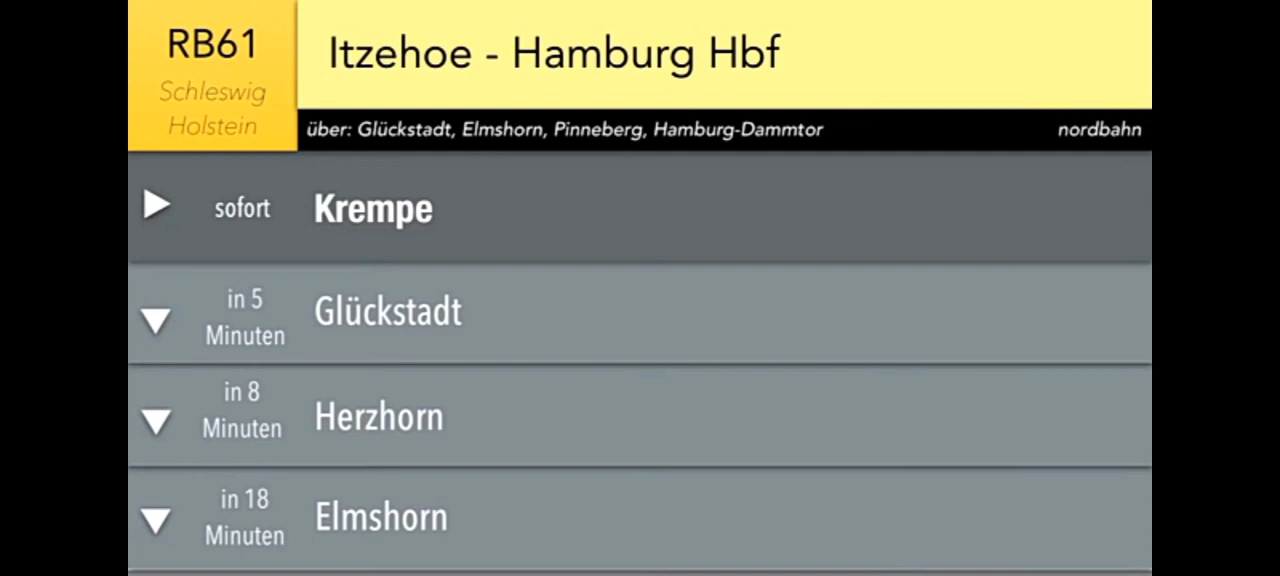 RB61
Schleswig
Holstein
Itzehoe - Hamburg Hbf
über: Glückstadt, Elmshorn, Pinneberg, Hamburg-Dammtor
nordbahn
sofort
Krempe
in 5
Minuten
Glückstadt
in 8
Minuten
Herzhorn
in 18
Minuten
Elmshorn